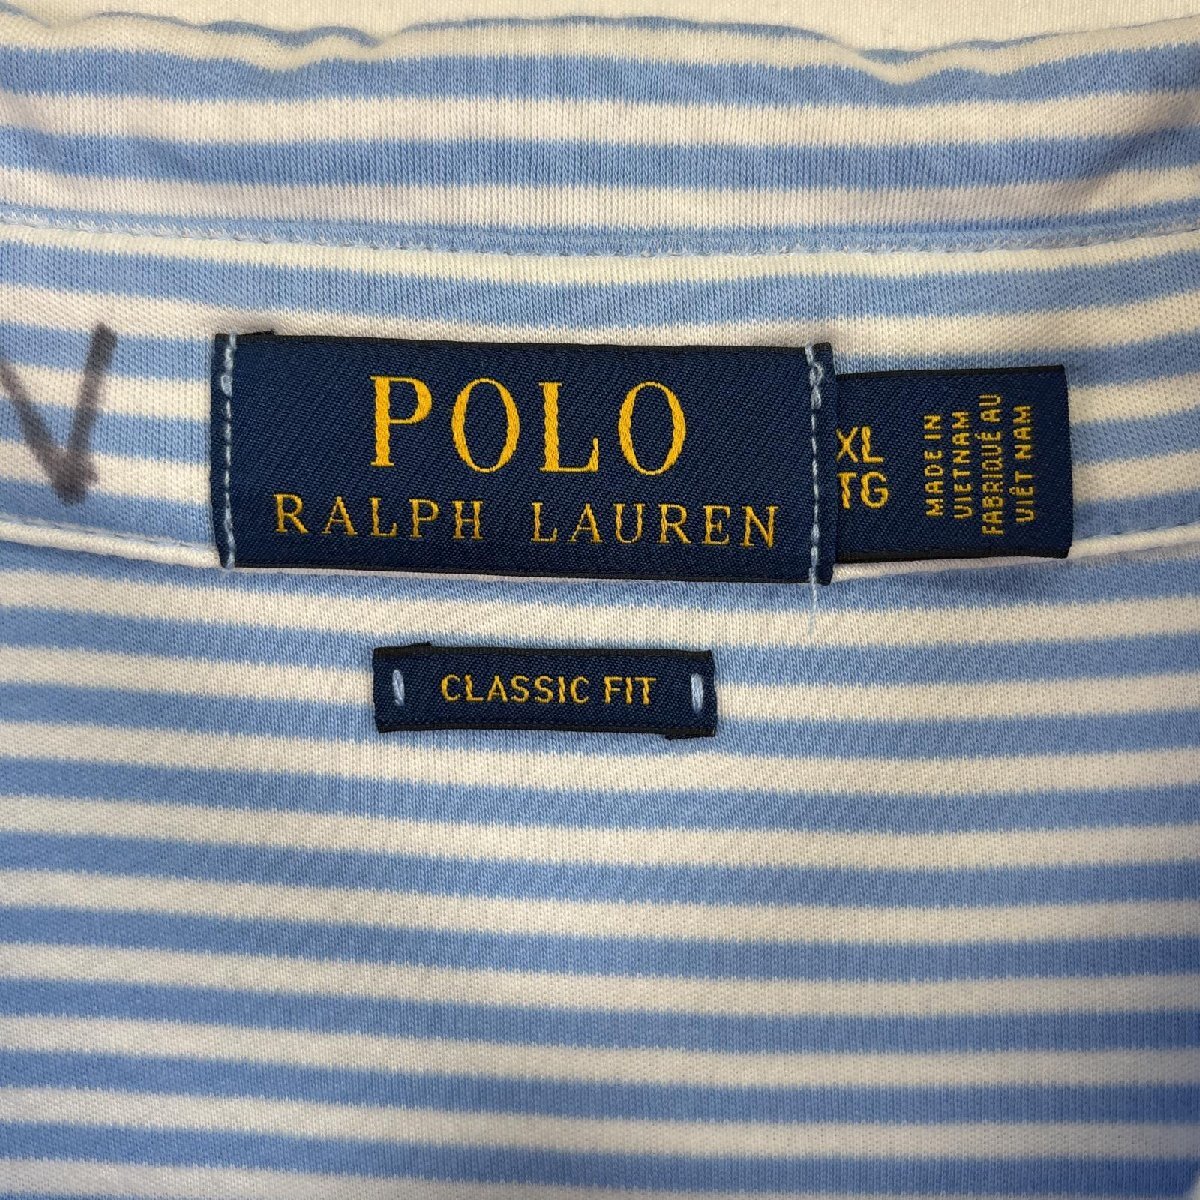 POLO
RALPH LAUREN
XL
TG
MADE IN
VIETNAM
FABRIQUÉ AU
VIÊT NAM
CLASSIC FIT